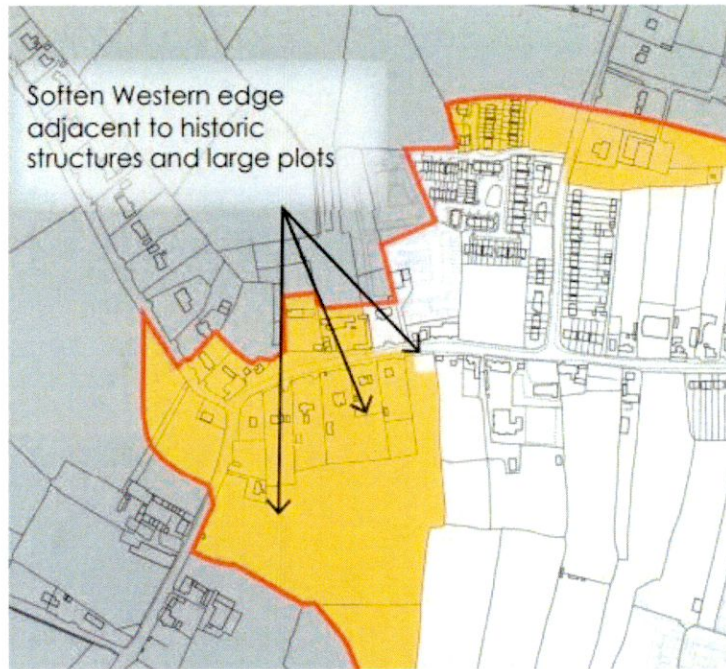 Soften Western edge
adjacent to historic
structures and large plots